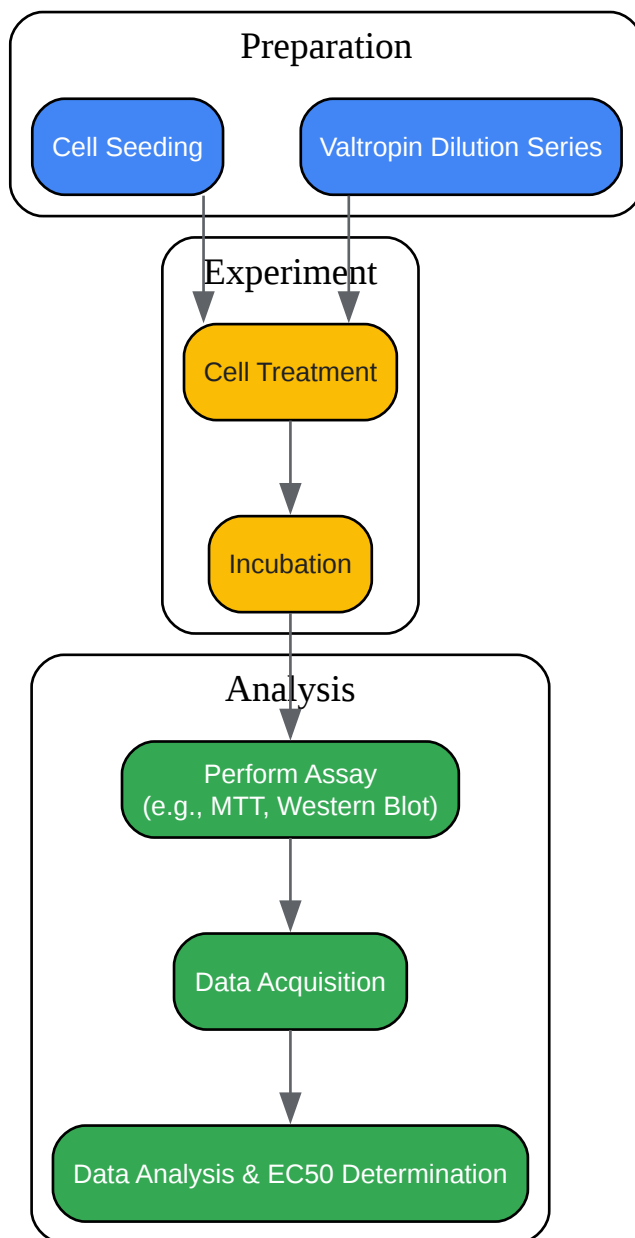 Preparation
Cell Seeding
Valtropin Dilution Series
Experiment
Cell Treatment
Incubation
Analysis
Perform Assay
(e.g., MTT, Western Blot)
Data Acquisition
Data Analysis & EC50 Determination